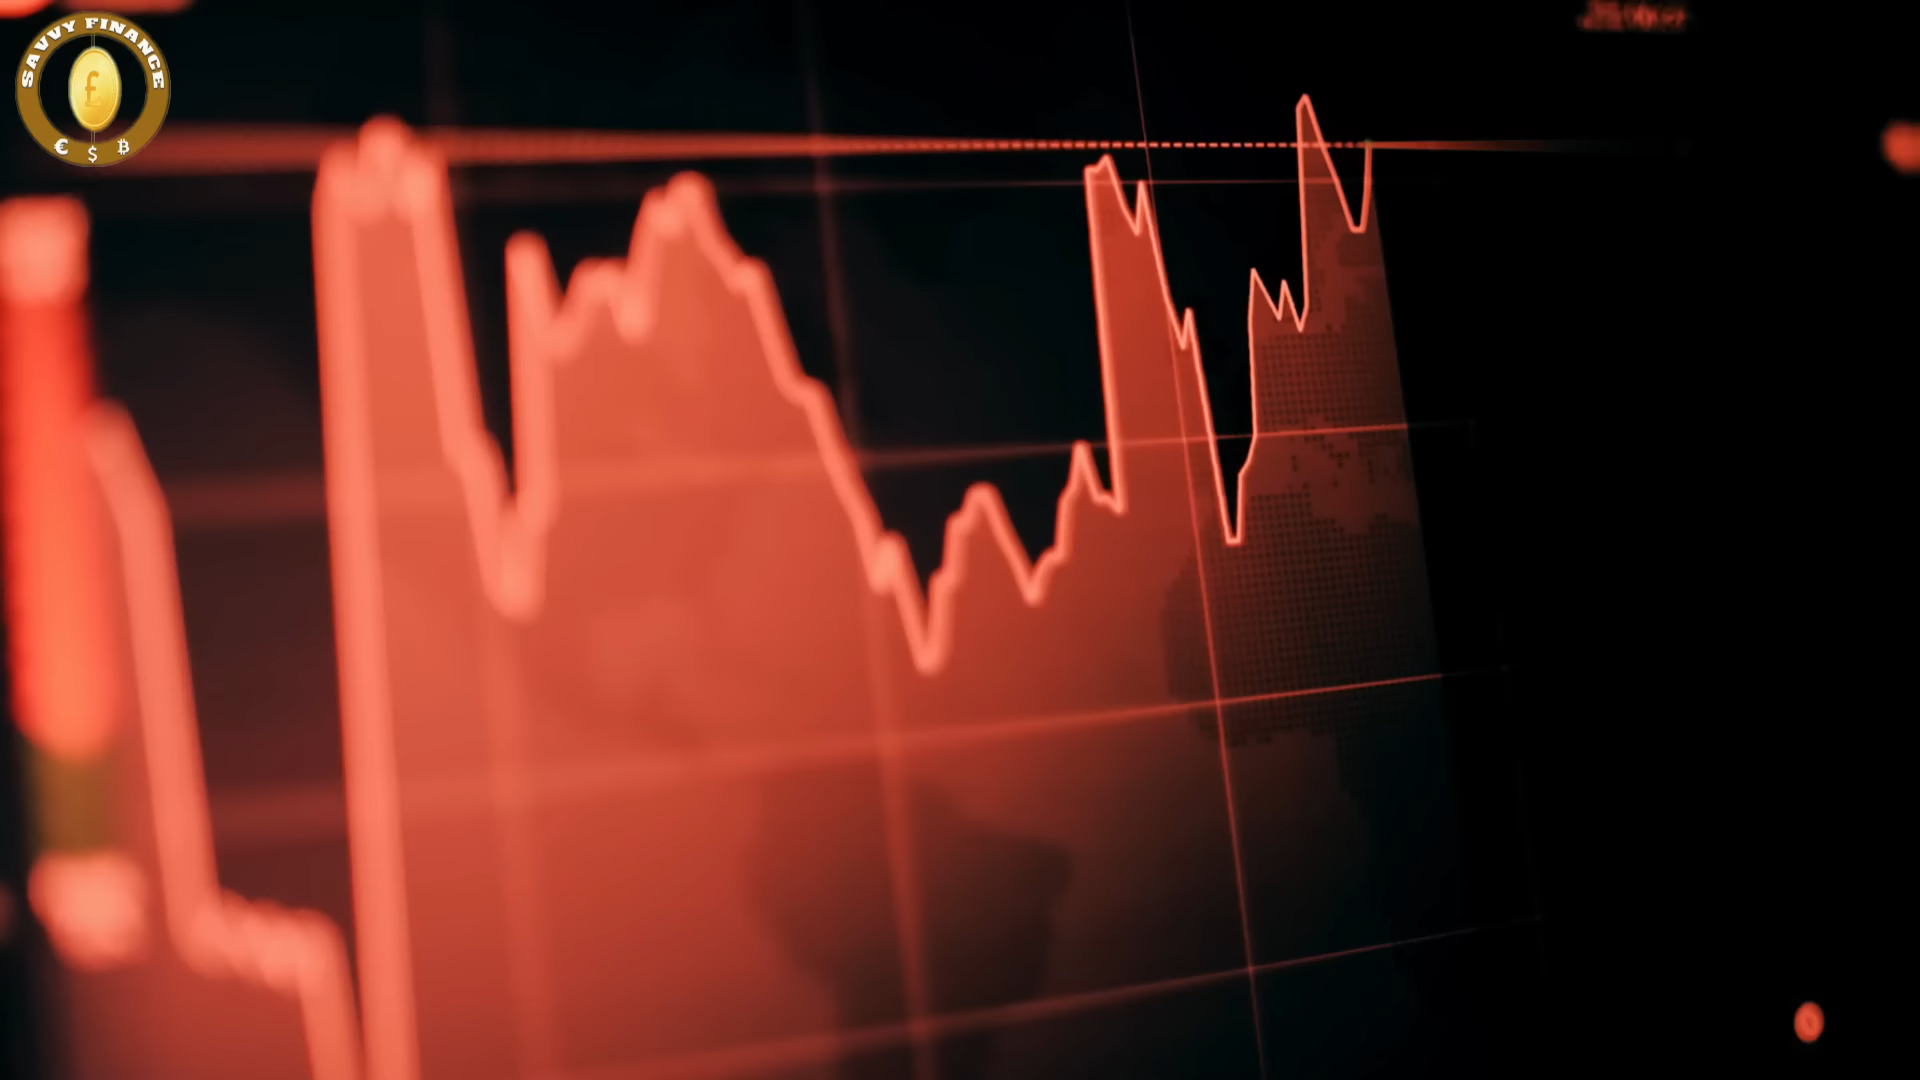 SAVVY FINANCE
£
€ $ ₿